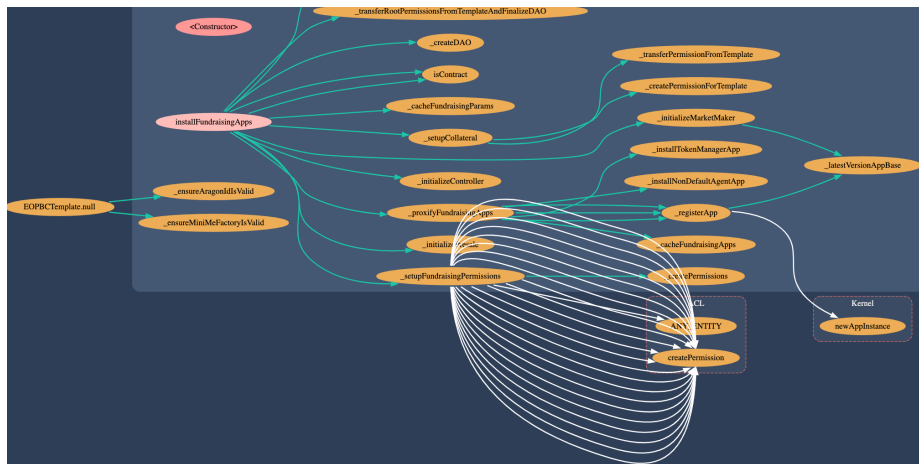 _transferRootPermissionsFromTemplateAndFinalizeDAO
<Constructor>
_createDAO
_transferPermissionFromTemplate
isContract
_createPermissionForTemplate
_cacheFundraisingParams
installFundraisingApps
_initializeMarketMaker
_setupCollateral
_installTokenManagerApp
_latestVersionAppBase
_initializeController
_installNonDefaultAgentApp
_ensureAragonIdIsValid
EOPBCTemplate.null
_proxifyFundraisingApps
_registerApp
_ensureMiniMeFactoryIsValid
_cacheFundraisingApps
_setupFundraisingPermissions
Kernel
ANY_ENTITY
newAppInstance
createPermission